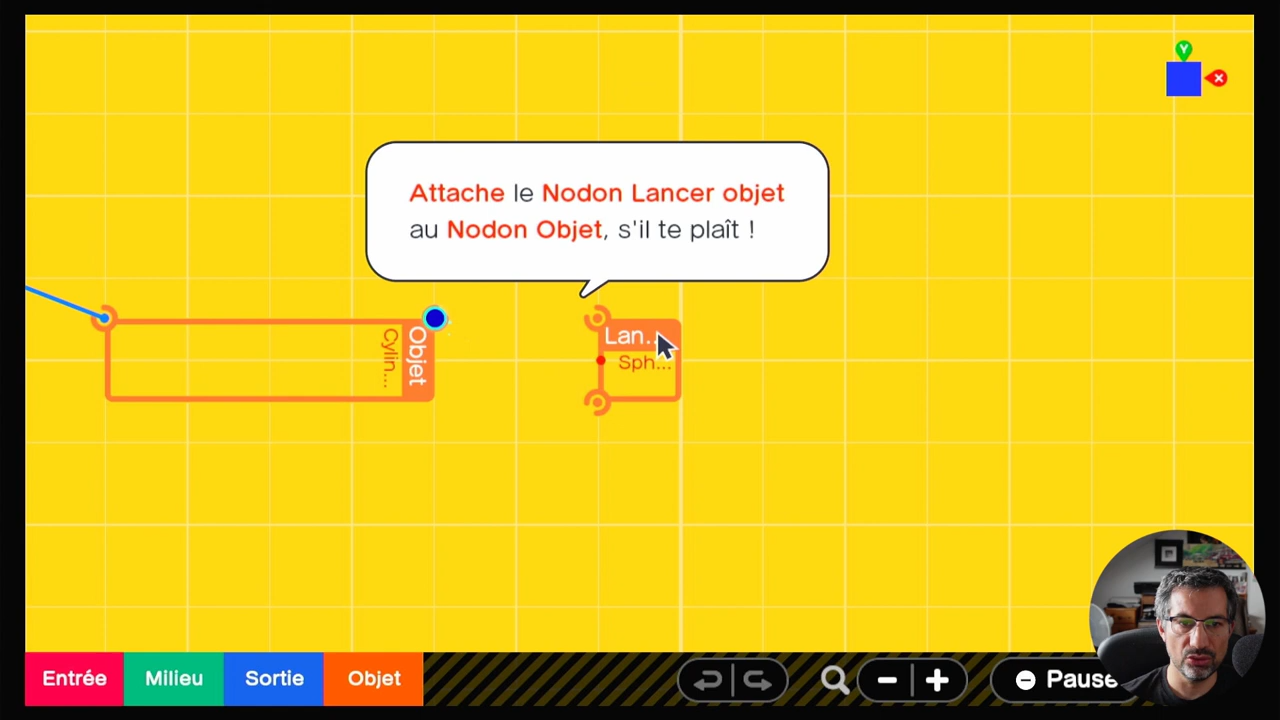 Y
X
Attache le Nodon Lancer objet
au Nodon Objet, s'il te plaît !
Objet
Cylin...
Lan...
Sph...
Entrée
Milieu
Sortie
Objet
Pause